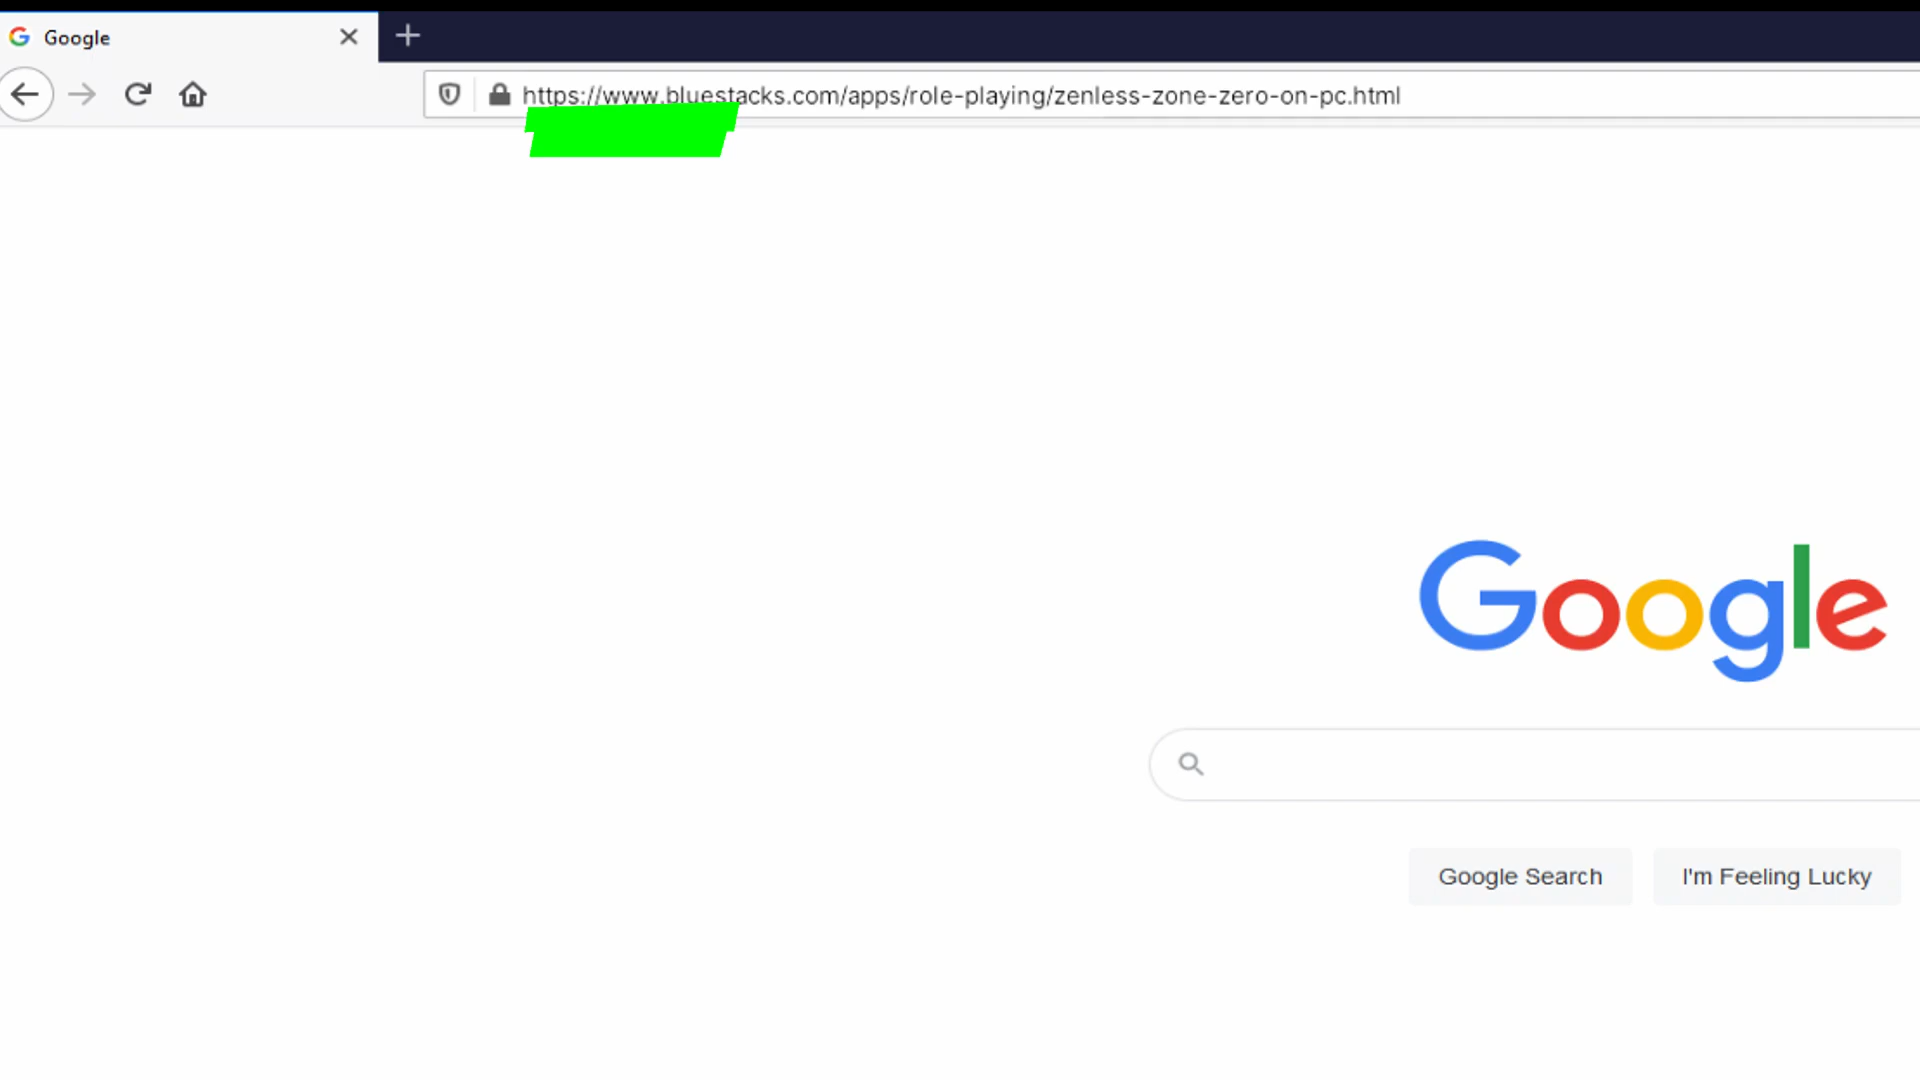 Google
https://www.bluestacks.com/apps/role-playing/zenless-zone-zero-on-pc.html
Google
Google Search
I'm Feeling Lucky